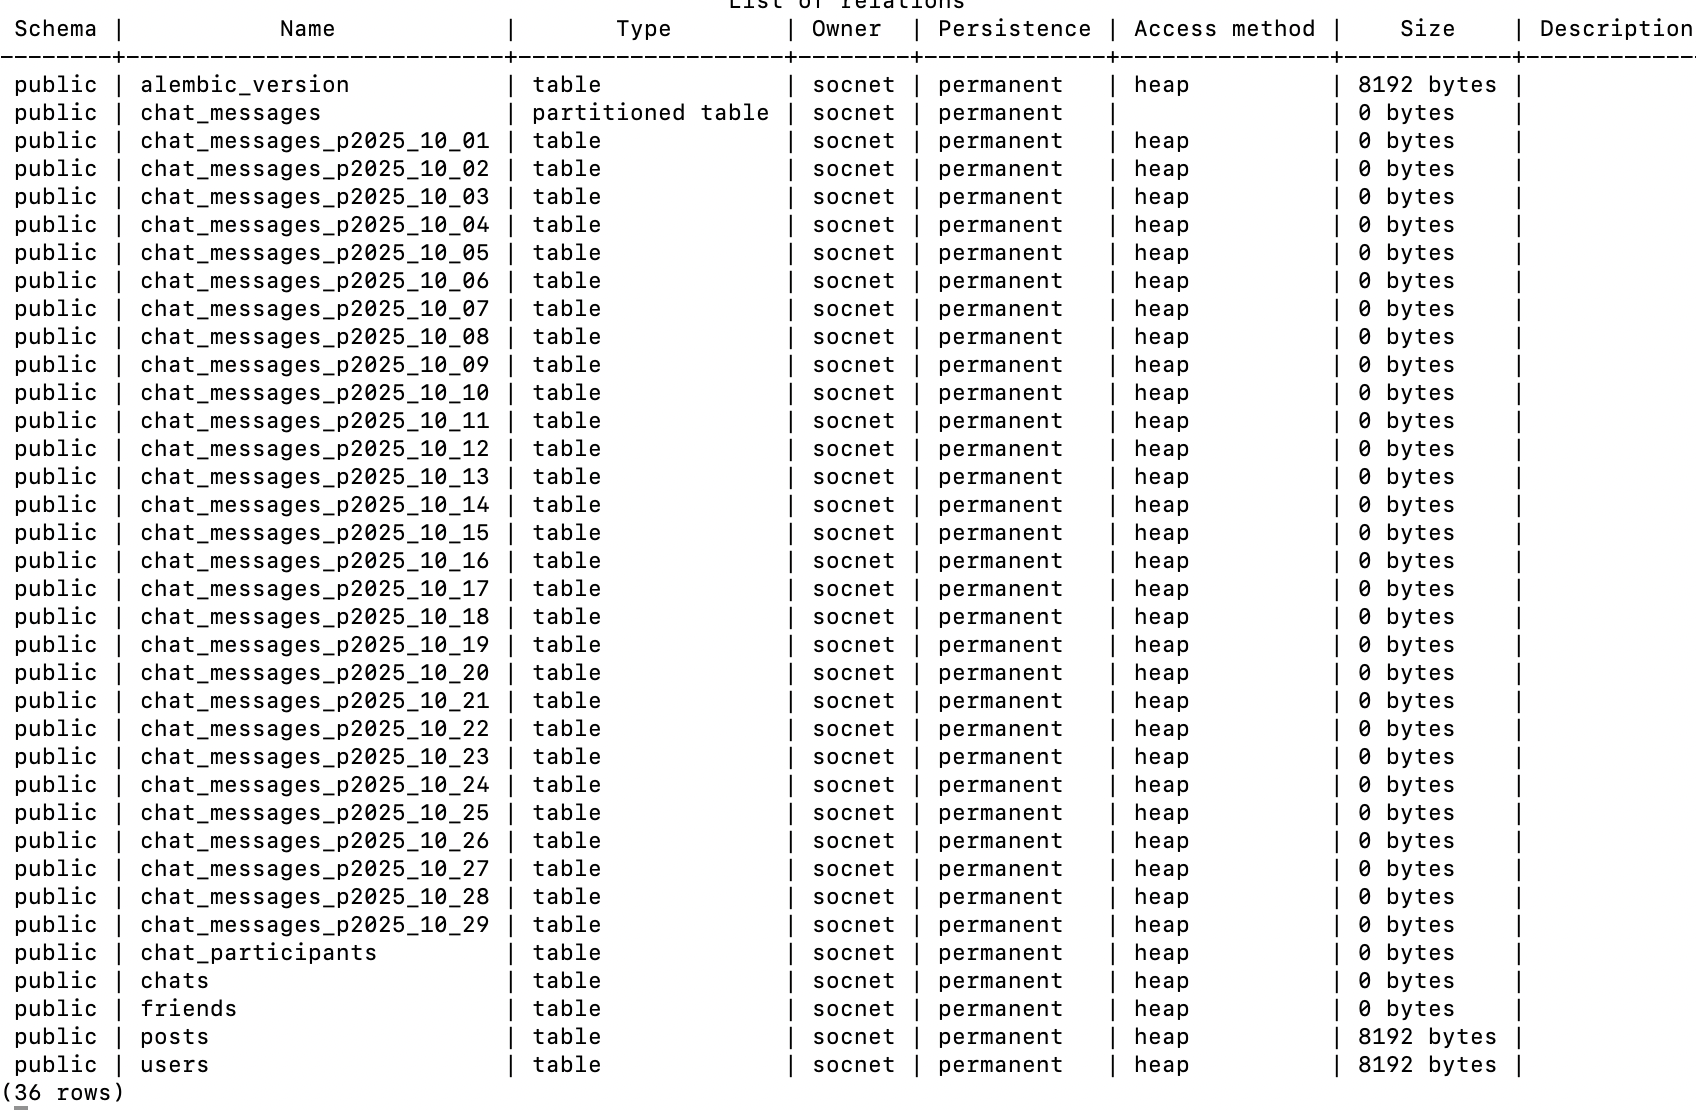 List of relations
 Schema |           Name            |       Type        | Owner  | Persistence | Access method |    Size    | Description
--------+---------------------------+-------------------+--------+-------------+---------------+------------+-------------
 public | alembic_version           | table             | socnet | permanent   | heap          | 8192 bytes |
 public | chat_messages             | partitioned table | socnet | permanent   |               | 0 bytes    |
 public | chat_messages_p2025_10_01 | table             | socnet | permanent   | heap          | 0 bytes    |
 public | chat_messages_p2025_10_02 | table             | socnet | permanent   | heap          | 0 bytes    |
 public | chat_messages_p2025_10_03 | table             | socnet | permanent   | heap          | 0 bytes    |
 public | chat_messages_p2025_10_04 | table             | socnet | permanent   | heap          | 0 bytes    |
 public | chat_messages_p2025_10_05 | table             | socnet | permanent   | heap          | 0 bytes    |
 public | chat_messages_p2025_10_06 | table             | socnet | permanent   | heap          | 0 bytes    |
 public | chat_messages_p2025_10_07 | table             | socnet | permanent   | heap          | 0 bytes    |
 public | chat_messages_p2025_10_08 | table             | socnet | permanent   | heap          | 0 bytes    |
 public | chat_messages_p2025_10_09 | table             | socnet | permanent   | heap          | 0 bytes    |
 public | chat_messages_p2025_10_10 | table             | socnet | permanent   | heap          | 0 bytes    |
 public | chat_messages_p2025_10_11 | table             | socnet | permanent   | heap          | 0 bytes    |
 public | chat_messages_p2025_10_12 | table             | socnet | permanent   | heap          | 0 bytes    |
 public | chat_messages_p2025_10_13 | table             | socnet | permanent   | heap          | 0 bytes    |
 public | chat_messages_p2025_10_14 | table             | socnet | permanent   | heap          | 0 bytes    |
 public | chat_messages_p2025_10_15 | table             | socnet | permanent   | heap          | 0 bytes    |
 public | chat_messages_p2025_10_16 | table             | socnet | permanent   | heap          | 0 bytes    |
 public | chat_messages_p2025_10_17 | table             | socnet | permanent   | heap          | 0 bytes    |
 public | chat_messages_p2025_10_18 | table             | socnet | permanent   | heap          | 0 bytes    |
 public | chat_messages_p2025_10_19 | table             | socnet | permanent   | heap          | 0 bytes    |
 public | chat_messages_p2025_10_20 | table             | socnet | permanent   | heap          | 0 bytes    |
 public | chat_messages_p2025_10_21 | table             | socnet | permanent   | heap          | 0 bytes    |
 public | chat_messages_p2025_10_22 | table             | socnet | permanent   | heap          | 0 bytes    |
 public | chat_messages_p2025_10_23 | table             | socnet | permanent   | heap          | 0 bytes    |
 public | chat_messages_p2025_10_24 | table             | socnet | permanent   | heap          | 0 bytes    |
 public | chat_messages_p2025_10_25 | table             | socnet | permanent   | heap          | 0 bytes    |
 public | chat_messages_p2025_10_26 | table             | socnet | permanent   | heap          | 0 bytes    |
 public | chat_messages_p2025_10_27 | table             | socnet | permanent   | heap          | 0 bytes    |
 public | chat_messages_p2025_10_28 | table             | socnet | permanent   | heap          | 0 bytes    |
 public | chat_messages_p2025_10_29 | table             | socnet | permanent   | heap          | 0 bytes    |
 public | chat_participants         | table             | socnet | permanent   | heap          | 0 bytes    |
 public | chats                     | table             | socnet | permanent   | heap          | 0 bytes    |
 public | friends                   | table             | socnet | permanent   | heap          | 0 bytes    |
 public | posts                     | table             | socnet | permanent   | heap          | 8192 bytes |
 public | users                     | table             | socnet | permanent   | heap          | 8192 bytes |
(36 rows)